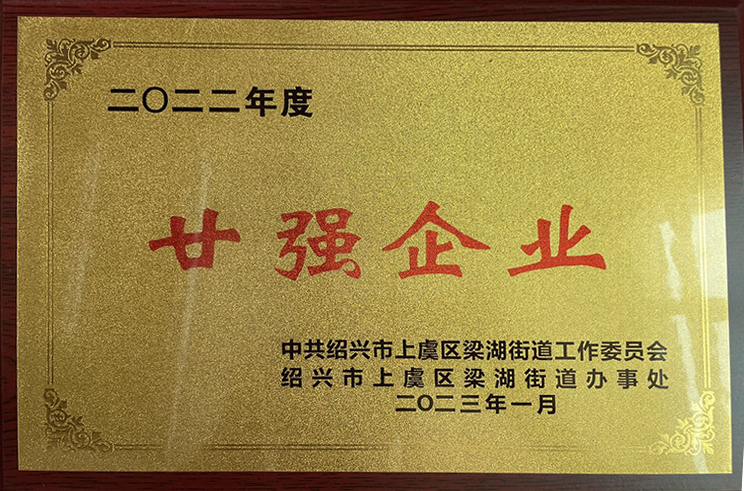 二〇二二年度
廿强企业
中共绍兴市上虞区梁湖街道工作委员会
绍兴市上虞区梁湖街道办事处
二〇二三年一月